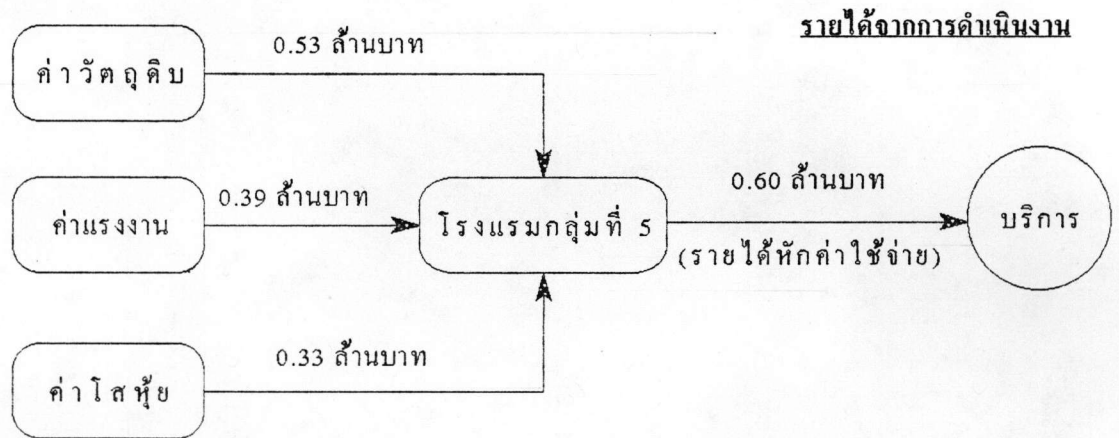 รายได้จากการดำเนินงาน
0.53 ล้านบาท
ค่าวัตถุดิบ
0.39 ล้านบาท
ค่าแรงงาน
โรงแรมกลุ่มที่ 5
0.60 ล้านบาท
(รายได้หักค่าใช้จ่าย)
บริการ
0.33 ล้านบาท
ค่าโสหุ้ย